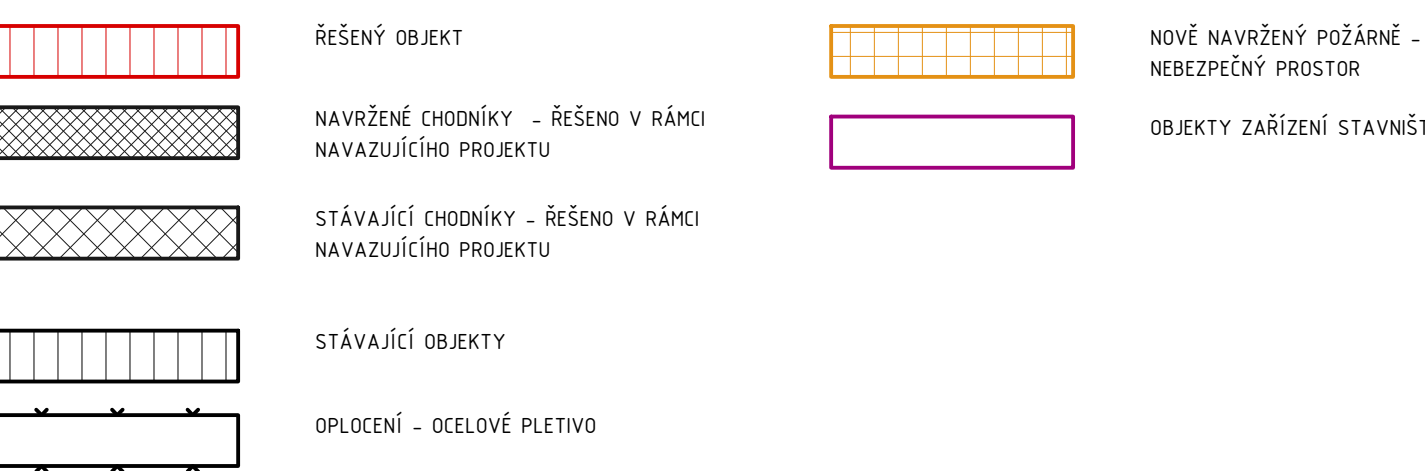 ŘEŠENÝ OBJEKT
NAVRŽENÉ CHODNÍKY - ŘEŠENO V RÁMCI
NAVAZUJÍCÍHO PROJEKTU
STÁVAJÍCÍ CHODNÍKY - ŘEŠENO V RÁMCI
NAVAZUJÍCÍHO PROJEKTU
STÁVAJÍCÍ OBJEKTY
OPLOCENÍ - OCELOVÉ PLETIVO
NOVĚ NAVRŽENÝ POŽÁRNĚ -
NEBEZPEČNÝ PROSTOR
OBJEKTY ZAŘÍZENÍ